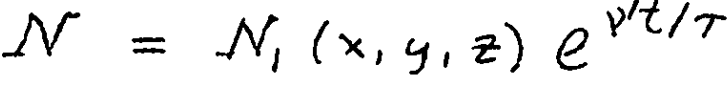 N = N₁ (x, y, z) e^{ν't/τ}